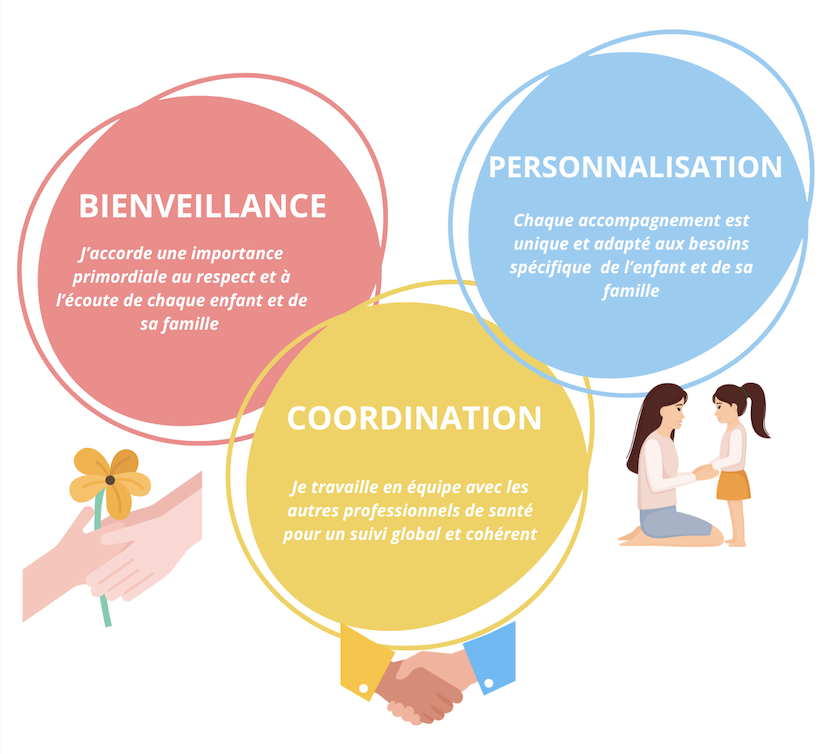 BIENVEILLANCE
J'accorde une importance
primordiale au respect et à
l'écoute de chaque enfant et de
sa famille
PERSONNALISATION
Chaque accompagnement est
unique et adapté aux besoins
spécifique  de l'enfant et de sa
famille
COORDINATION
Je travaille en équipe avec les
autres professionnels de santé
pour un suivi global et cohérent